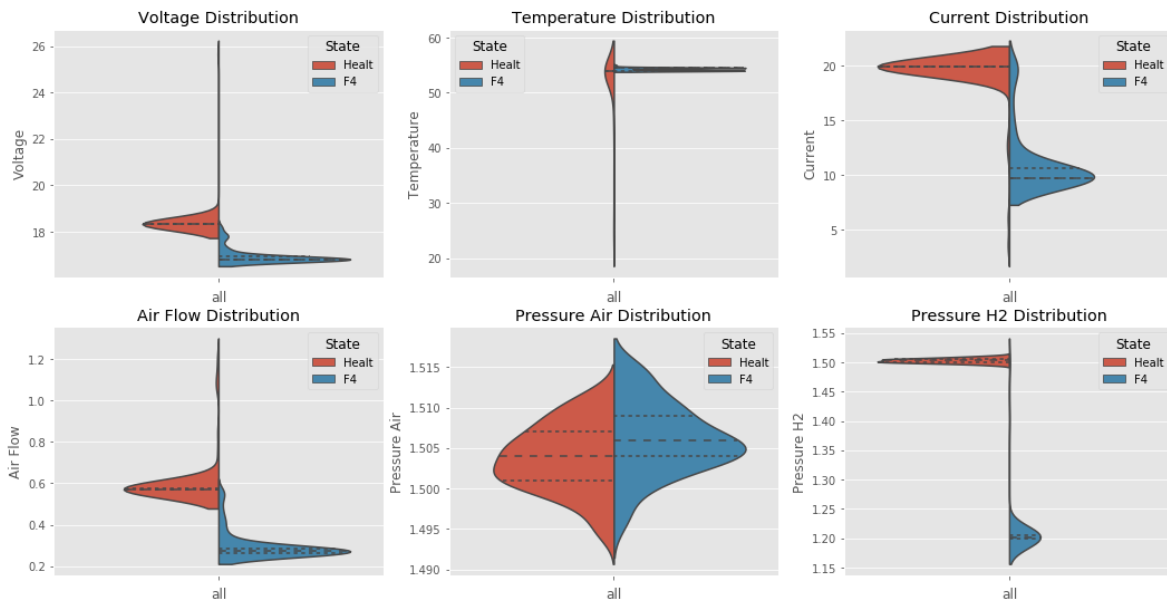 Voltage Distribution
26
24
22
20
18
Voltage
all
State
Healt
F4
Temperature Distribution
60
50
40
30
20
Temperature
all
State
Healt
F4
Current Distribution
20
15
10
5
Current
all
State
Healt
F4
Air Flow Distribution
1.2
1.0
0.8
0.6
0.4
0.2
Air Flow
all
State
Healt
F4
Pressure Air Distribution
1.515
1.510
1.505
1.500
1.495
1.490
Pressure Air
all
State
Healt
F4
Pressure H2 Distribution
1.55
1.50
1.45
1.40
1.35
1.30
1.25
1.20
1.15
Pressure H2
all
State
Healt
F4